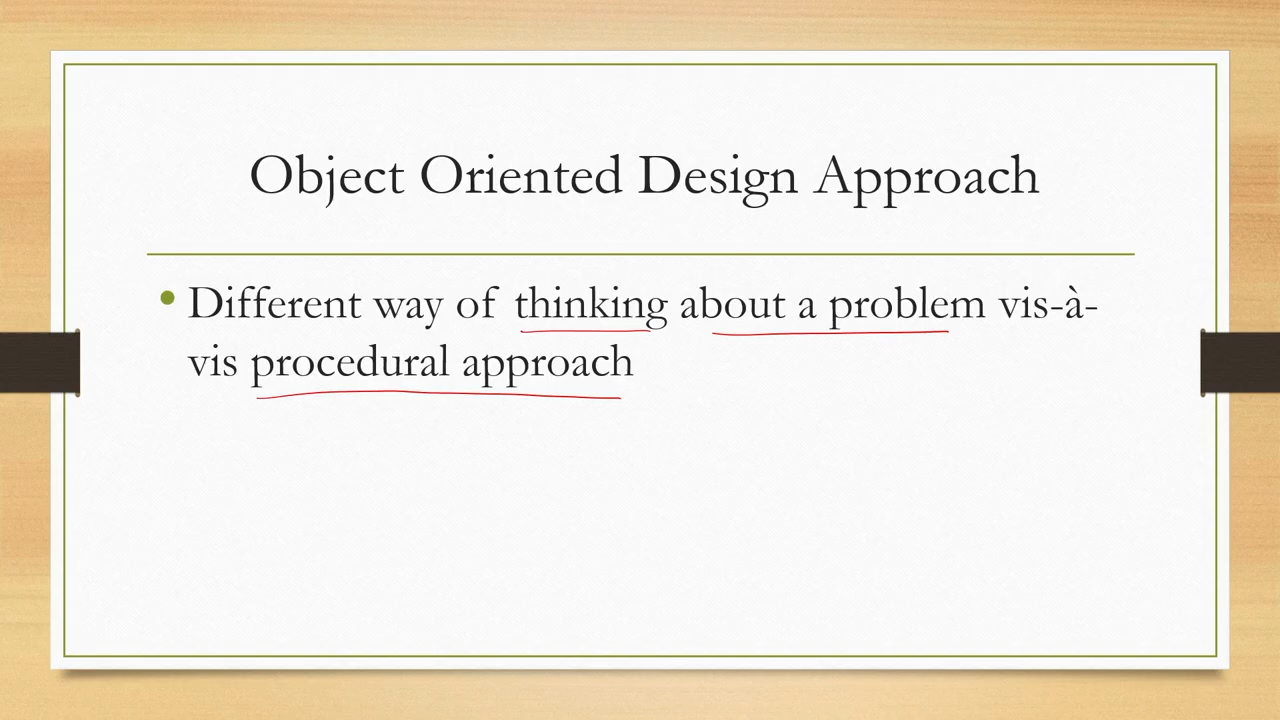 Object Oriented Design Approach
• Different way of thinking about a problem vis-à-
vis procedural approach